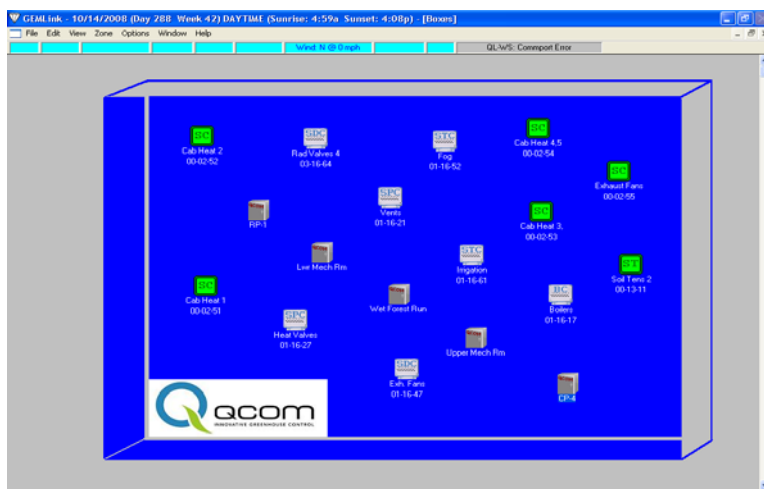 GEMLink - 10/14/2008 (Day 288 Week 42) DAYTIME (Sunrise: 4:59a Sunset: 4:08p) - [Boxes]
File Edit View Zone Options Window Help
Wind: N @ 0 mph
QL-WS: Commport Error
SC
Cab Heat 2
00-02-52
SDC
Rad Valves 4
03-16-64
STC
Fog
01-16-52
SC
Cab Heat 4,5
00-02-54
SC
Exhaust Fans
00-02-55
RP-1
SPC
Vents
01-16-21
SC
Cab Heat 3,
00-02-53
Lwr Mech Rm
STC
Irrigation
01-16-61
ST
Soil Tens 2
00-13-11
SC
Cab Heat 1
00-02-51
Wet Forest Run
BC
Boilers
01-16-17
SPC
Heat Valves
01-16-27
Upper Mech Rm
SDC
Exh. Fans
01-16-47
CP-4
QCOM
INNOVATIVE GREENHOUSE CONTROL